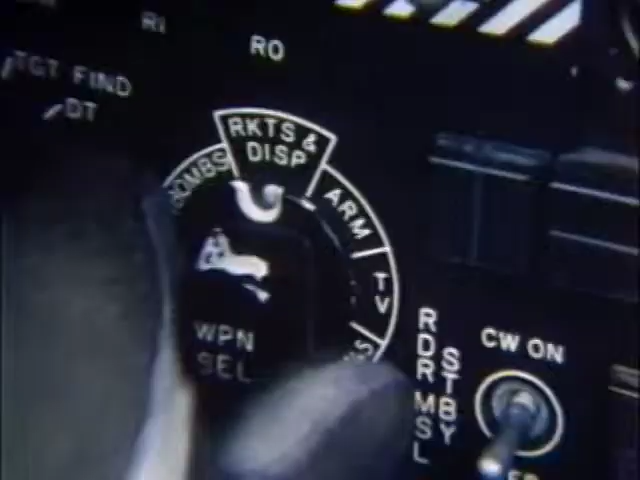 RI
RO
TGT FIND
DT
RKTS &
DISP
BOMBS
ARM
TV
WPN
SEL
RDR MSL
STBY
CW ON